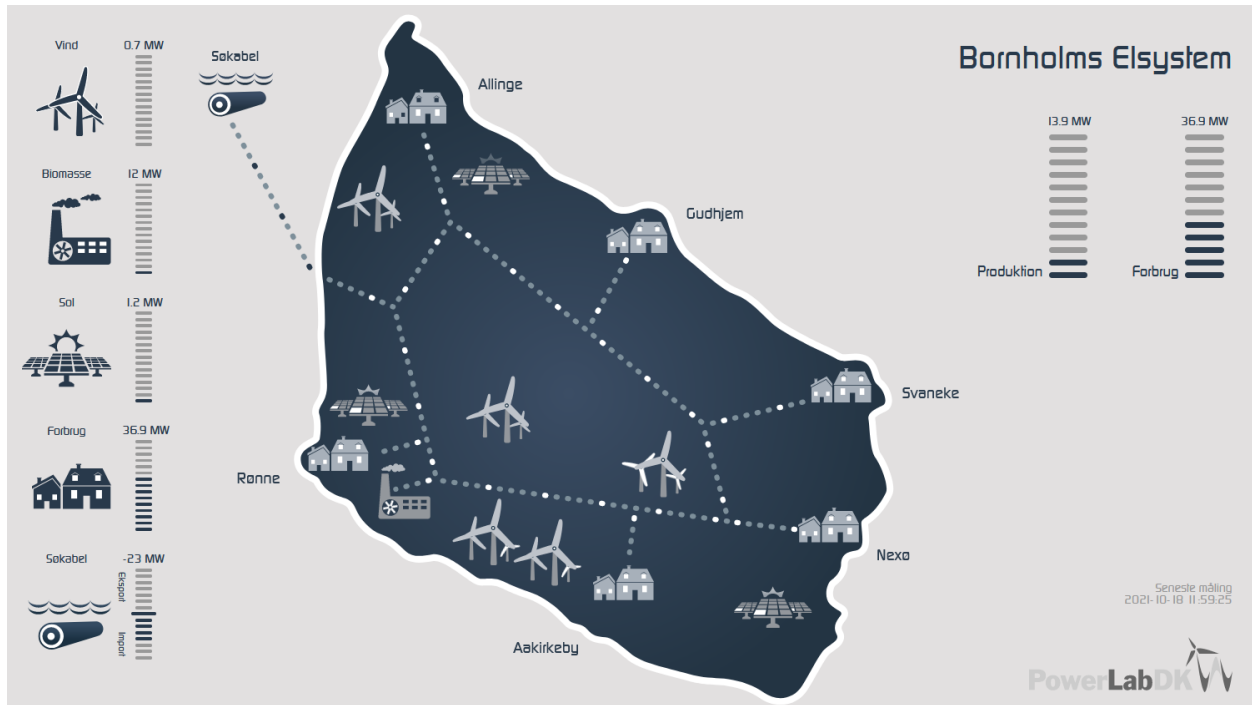 Bornholms Elsystem
Vind
0.7 MW
Biomasse
12 MW
Sol
1.2 MW
Forbrug
36.9 MW
Søkabel
-23 MW
Eksport
Import
Søkabel
Allinge
Gudhjem
Svaneke
Rønne
Nexø
Aakirkeby
13.9 MW
Produktion
36.9 MW
Forbrug
Seneste måling
2021-10-18 11:59:25
PowerLabDK